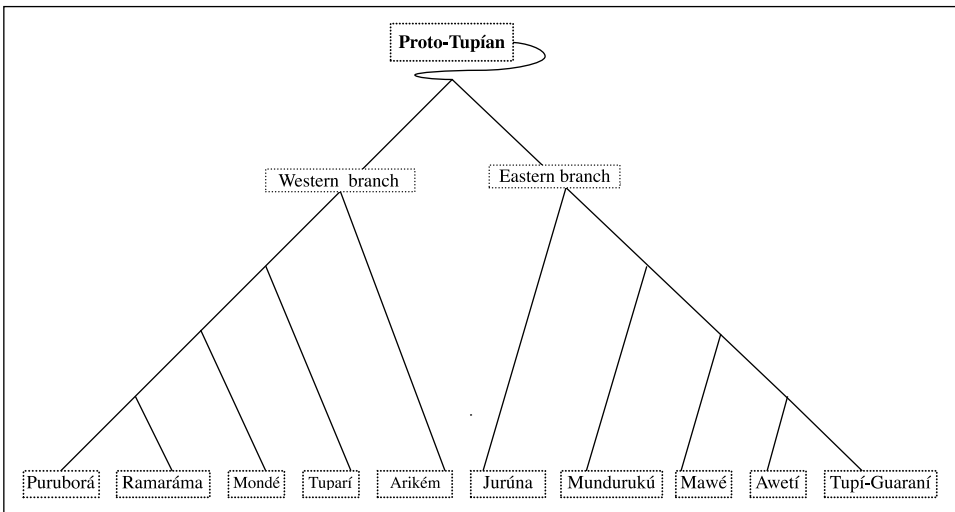 Proto-Tupían
Western branch
Eastern branch
Puruborá
Ramaráma
Mondé
Tuparí
Arikém
Jurúna
Mundurukú
Mawé
Awetí
Tupí-Guaraní